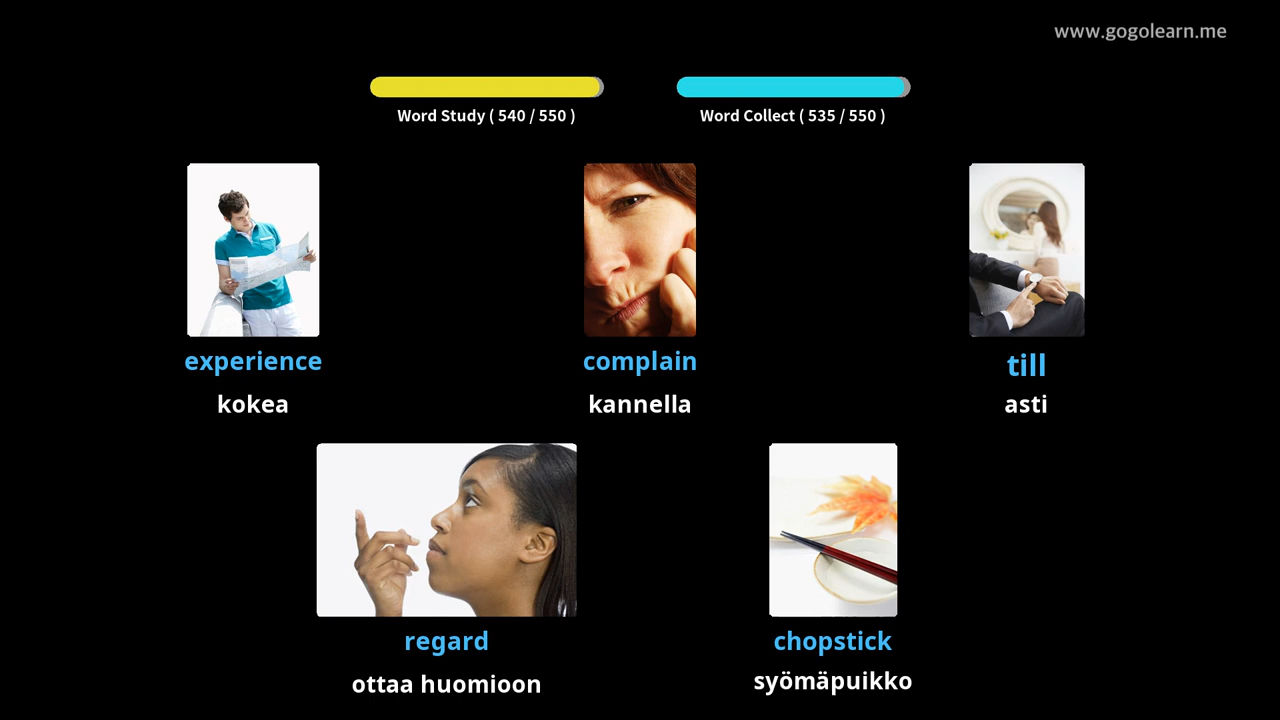 www.gogolearn.me
Word Study ( 540 / 550 )
Word Collect ( 535 / 550 )
experience
kokea
complain
kannella
till
asti
regard
ottaa huomioon
chopstick
syömäpuikko